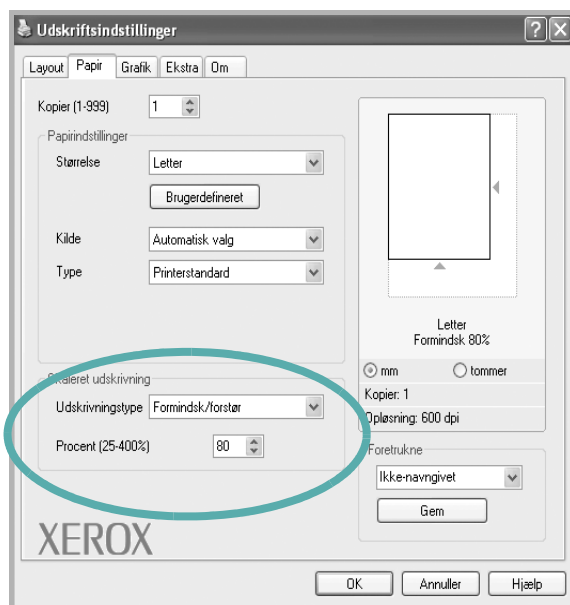 Udskriftsindstillinger
Layout Papir Grafik Ekstra Om
Kopier (1-999) 1
Papirindstillinger
Størrelse Letter
Brugerdefineret
Kilde Automatisk valg
Type Printerstandard
Skaleret udskrivning
Udskrivningstype Formindsk/forstør
Procent (25-400%) 80
XEROX
Letter
Formindsk 80%
mm tommer
Kopier: 1
Opløsning: 600 dpi
Foretrukne
Ikke-navngivet
Gem
OK Annuller Hjælp